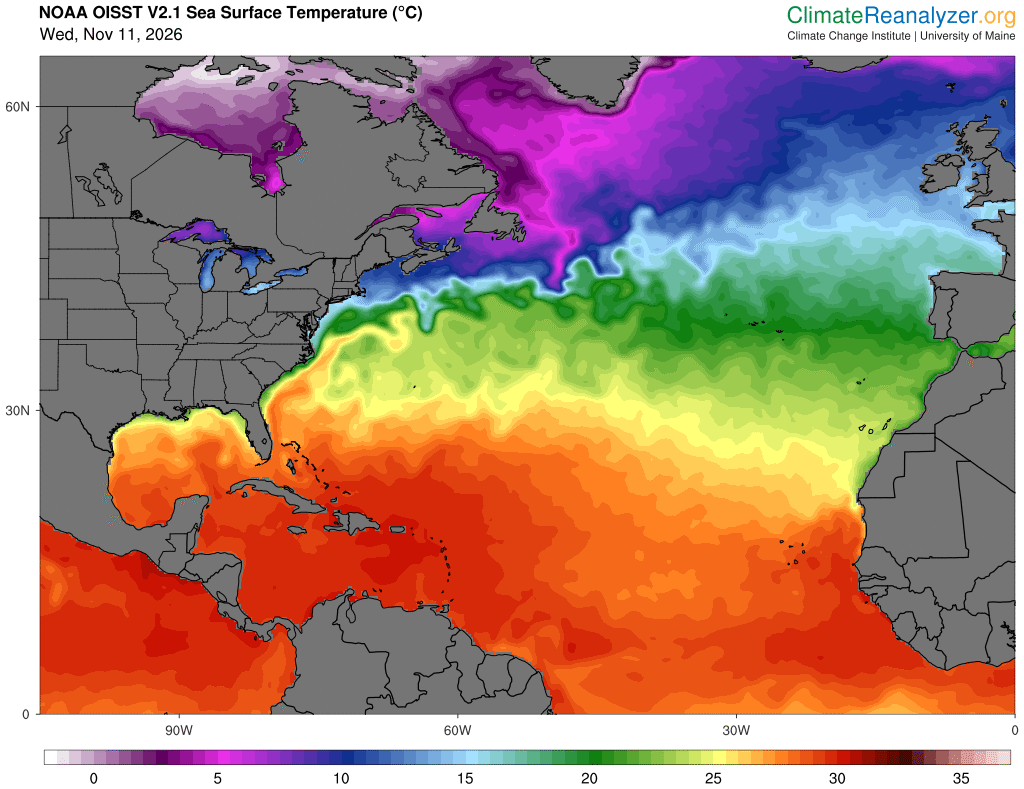 NOAA OISST V2.1 Sea Surface Temperature (°C)
Wed, Nov 11, 2026
ClimateReanalyzer.org
Climate Change Institute | University of Maine
60N
30N
0
90W
60W
30W
0
0
5
10
15
20
25
30
35